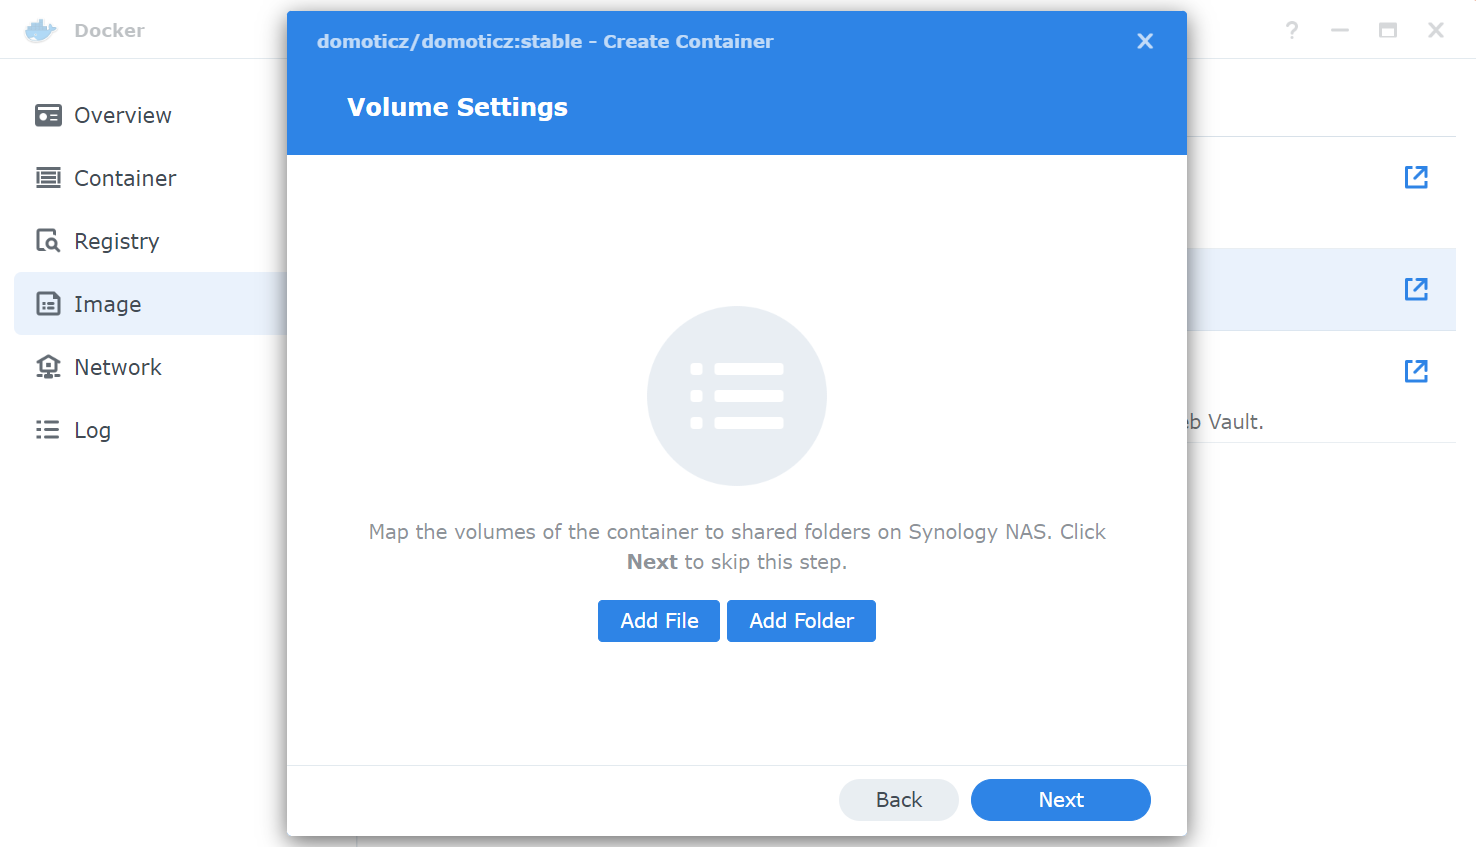 Docker
domoticz/domoticz:stable - Create Container
?
Volume Settings
Overview
Container
Registry
Image
Network
Log
Vault.
Map the volumes of the container to shared folders on Synology NAS. Click
Next to skip this step.
Add File
Add Folder
Back
Next